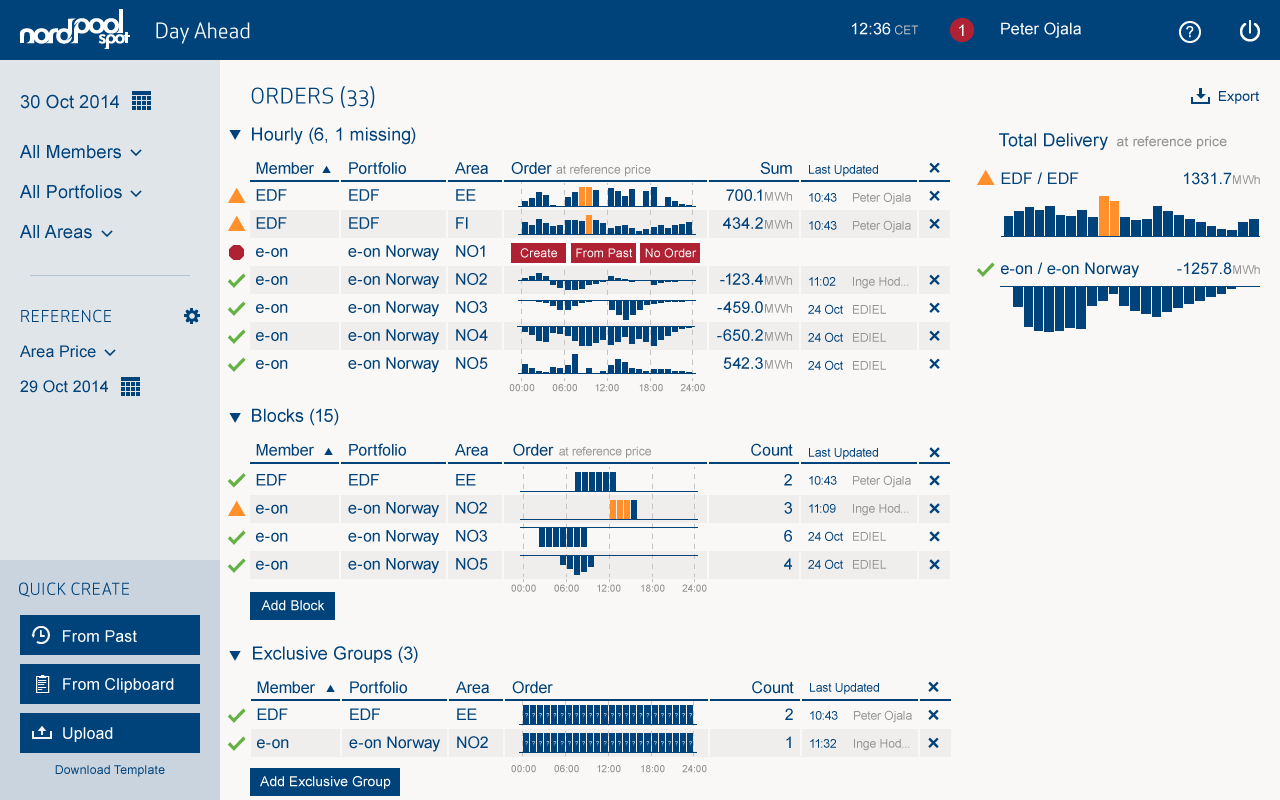 nordpool spot
Day Ahead
12:36 CET
1
Peter Ojala
?
30 Oct 2014
All Members
All Portfolios
All Areas
REFERENCE
Area Price
29 Oct 2014
QUICK CREATE
From Past
From Clipboard
Upload
Download Template
ORDERS (33)
Export
Hourly (6, 1 missing)
Member Portfolio Area Order at reference price Sum Last Updated ×
EDF EDF EE 700.1MWh 10:43 Peter Ojala ×
EDF EDF FI 434.2MWh 10:43 Peter Ojala ×
e-on e-on Norway NO1 Create From Past No Order
e-on e-on Norway NO2 -123.4MWh 11:02 Inge Hod... ×
e-on e-on Norway NO3 -459.0MWh 24 Oct EDIEL ×
e-on e-on Norway NO4 -650.2MWh 24 Oct EDIEL ×
e-on e-on Norway NO5 542.3MWh 24 Oct EDIEL ×
00:00 06:00 12:00 18:00 24:00
Blocks (15)
Member Portfolio Area Order at reference price Count Last Updated ×
EDF EDF EE 2 10:43 Peter Ojala ×
e-on e-on Norway NO2 3 11:09 Inge Hod... ×
e-on e-on Norway NO3 6 24 Oct EDIEL ×
e-on e-on Norway NO5 4 24 Oct EDIEL ×
00:00 06:00 12:00 18:00 24:00
Add Block
Exclusive Groups (3)
Member Portfolio Area Order Count Last Updated ×
EDF EDF EE ? ? ? ? ? ? ? ? ? ? ? ? ? ? ? ? ? ? ? ? ? ? ? ? 2 10:43 Peter Ojala ×
e-on e-on Norway NO2 ? ? ? ? ? ? ? ? ? ? ? ? ? ? ? ? ? ? ? ? ? ? ? ? 1 11:32 Inge Hod... ×
00:00 06:00 12:00 18:00 24:00
Add Exclusive Group
Total Delivery at reference price
EDF / EDF 1331.7MWh
e-on / e-on Norway -1257.8MWh